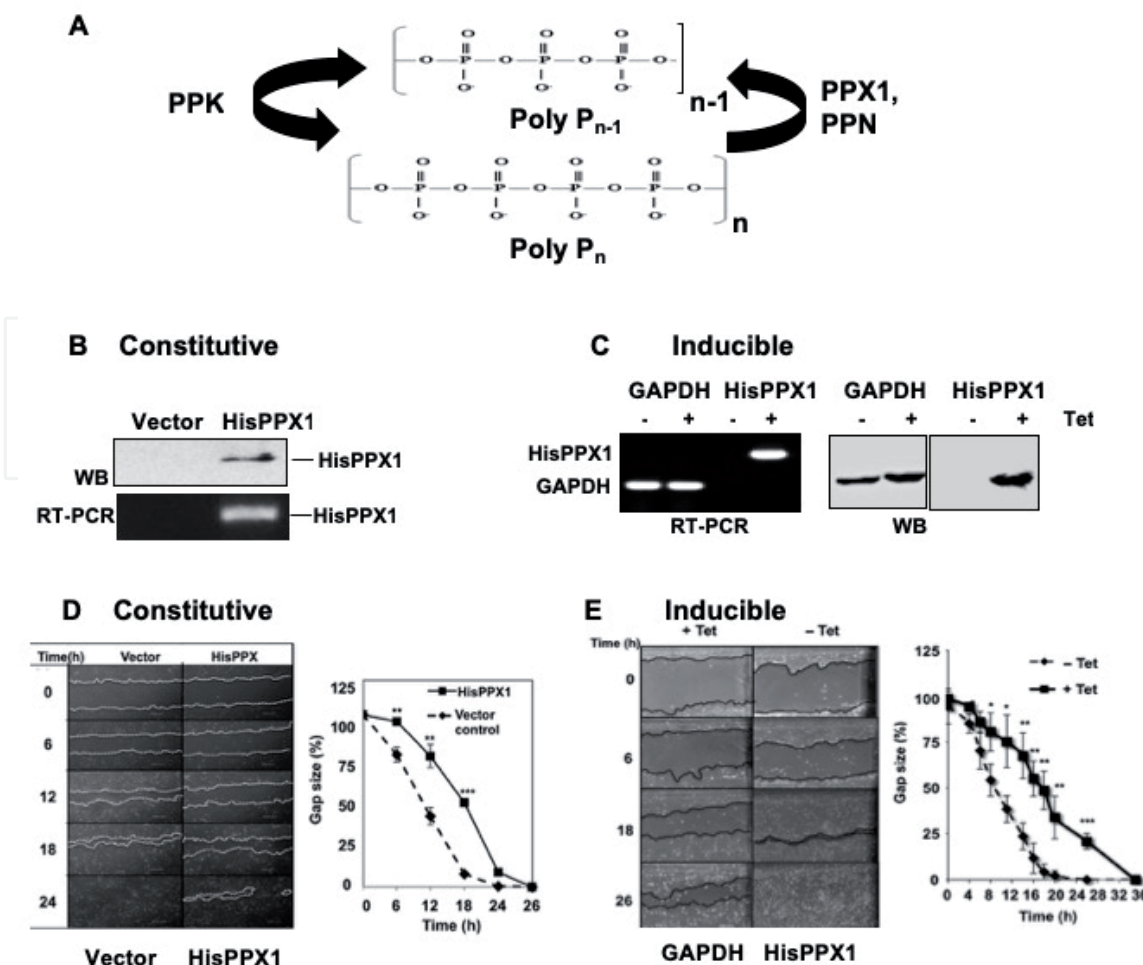 A
PPK
O O O
|| || ||
— O — P — O — P — O — P — O —
| | |
O⁻ O⁻ O⁻
n-1
Poly Pn-1
PPX1,
PPN
O O O O
|| || || ||
— O — P — O — P — O — P — O — P — O —
| | | |
O⁻ O⁻ O⁻ O⁻
n
Poly Pn
B Constitutive
Vector HisPPX1
WB — HisPPX1
RT-PCR — HisPPX1
C Inducible
GAPDH HisPPX1 GAPDH HisPPX1
- + - + - + - + Tet
HisPPX1
GAPDH
RT-PCR WB
D Constitutive
Time(h) Vector HisPPX
0
6
12
18
24
Vector HisPPX1
125
100
75
50
25
0
Gap size (%)
HisPPX1
Vector
control
**
**
***
0 6 12 18 24 26
Time (h)
E Inducible
Time (h) + Tet – Tet
0
6
18
26
GAPDH HisPPX1
125
100
75
50
25
0
Gap size (%)
– Tet
+ Tet
*
*
**
**
**
**
***
0 4 8 12 16 20 24 28 36
Time (h)